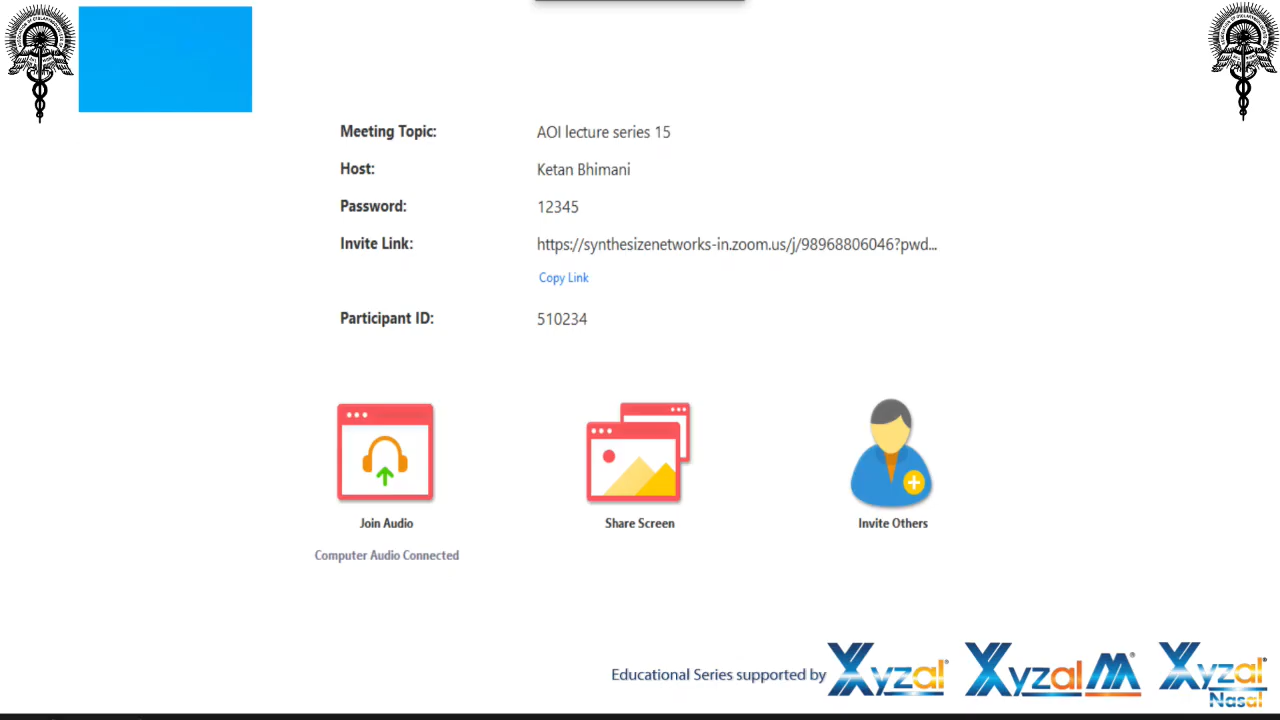 Meeting Topic: AOI lecture series 15
Host: Ketan Bhimani
Password: 12345
Invite Link: https://synthesizenetworks-in.zoom.us/j/98968806046?pwd...
Copy Link
Participant ID: 510234
Join Audio Share Screen Invite Others
Computer Audio Connected
Educational Series supported by Xyzal® Xyzal M® Xyzal®
Nasal